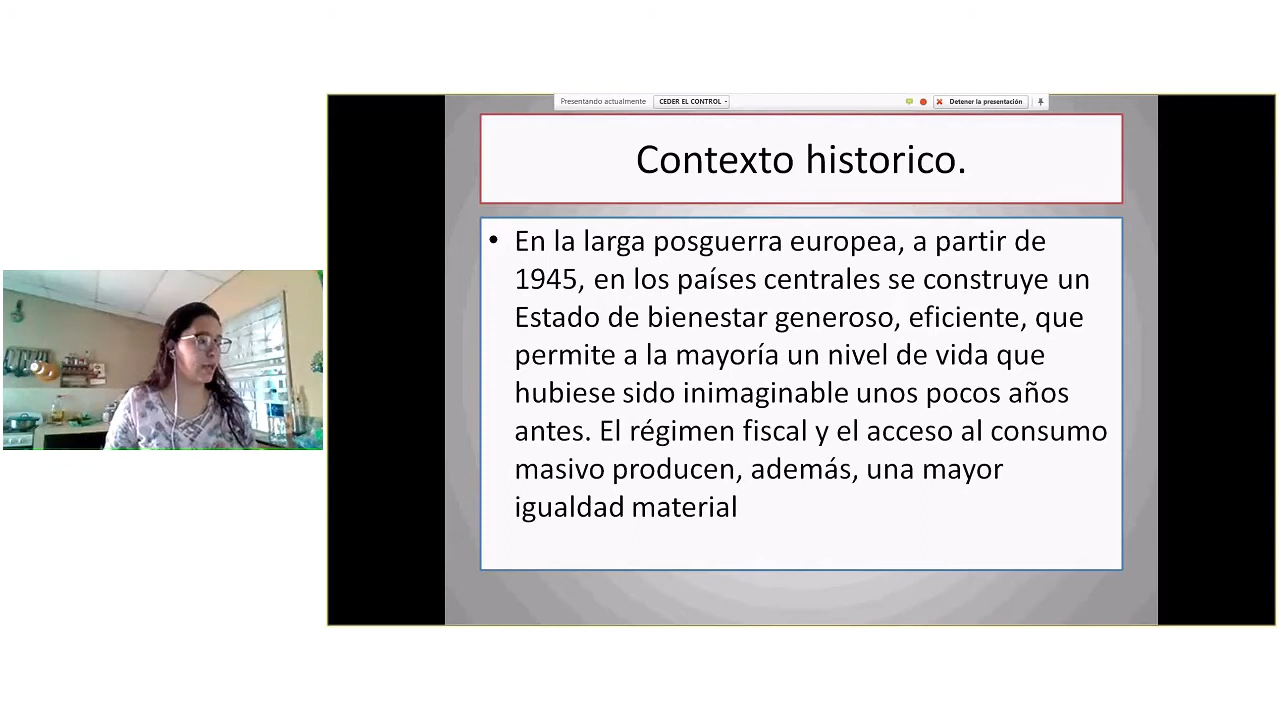 Presentando actualmente
CEDER EL CONTROL
Detener la presentación
Contexto historico.
• En la larga posguerra europea, a partir de
1945, en los países centrales se construye un
Estado de bienestar generoso, eficiente, que
permite a la mayoría un nivel de vida que
hubiese sido inimaginable unos pocos años
antes. El régimen fiscal y el acceso al consumo
masivo producen, además, una mayor
igualdad material